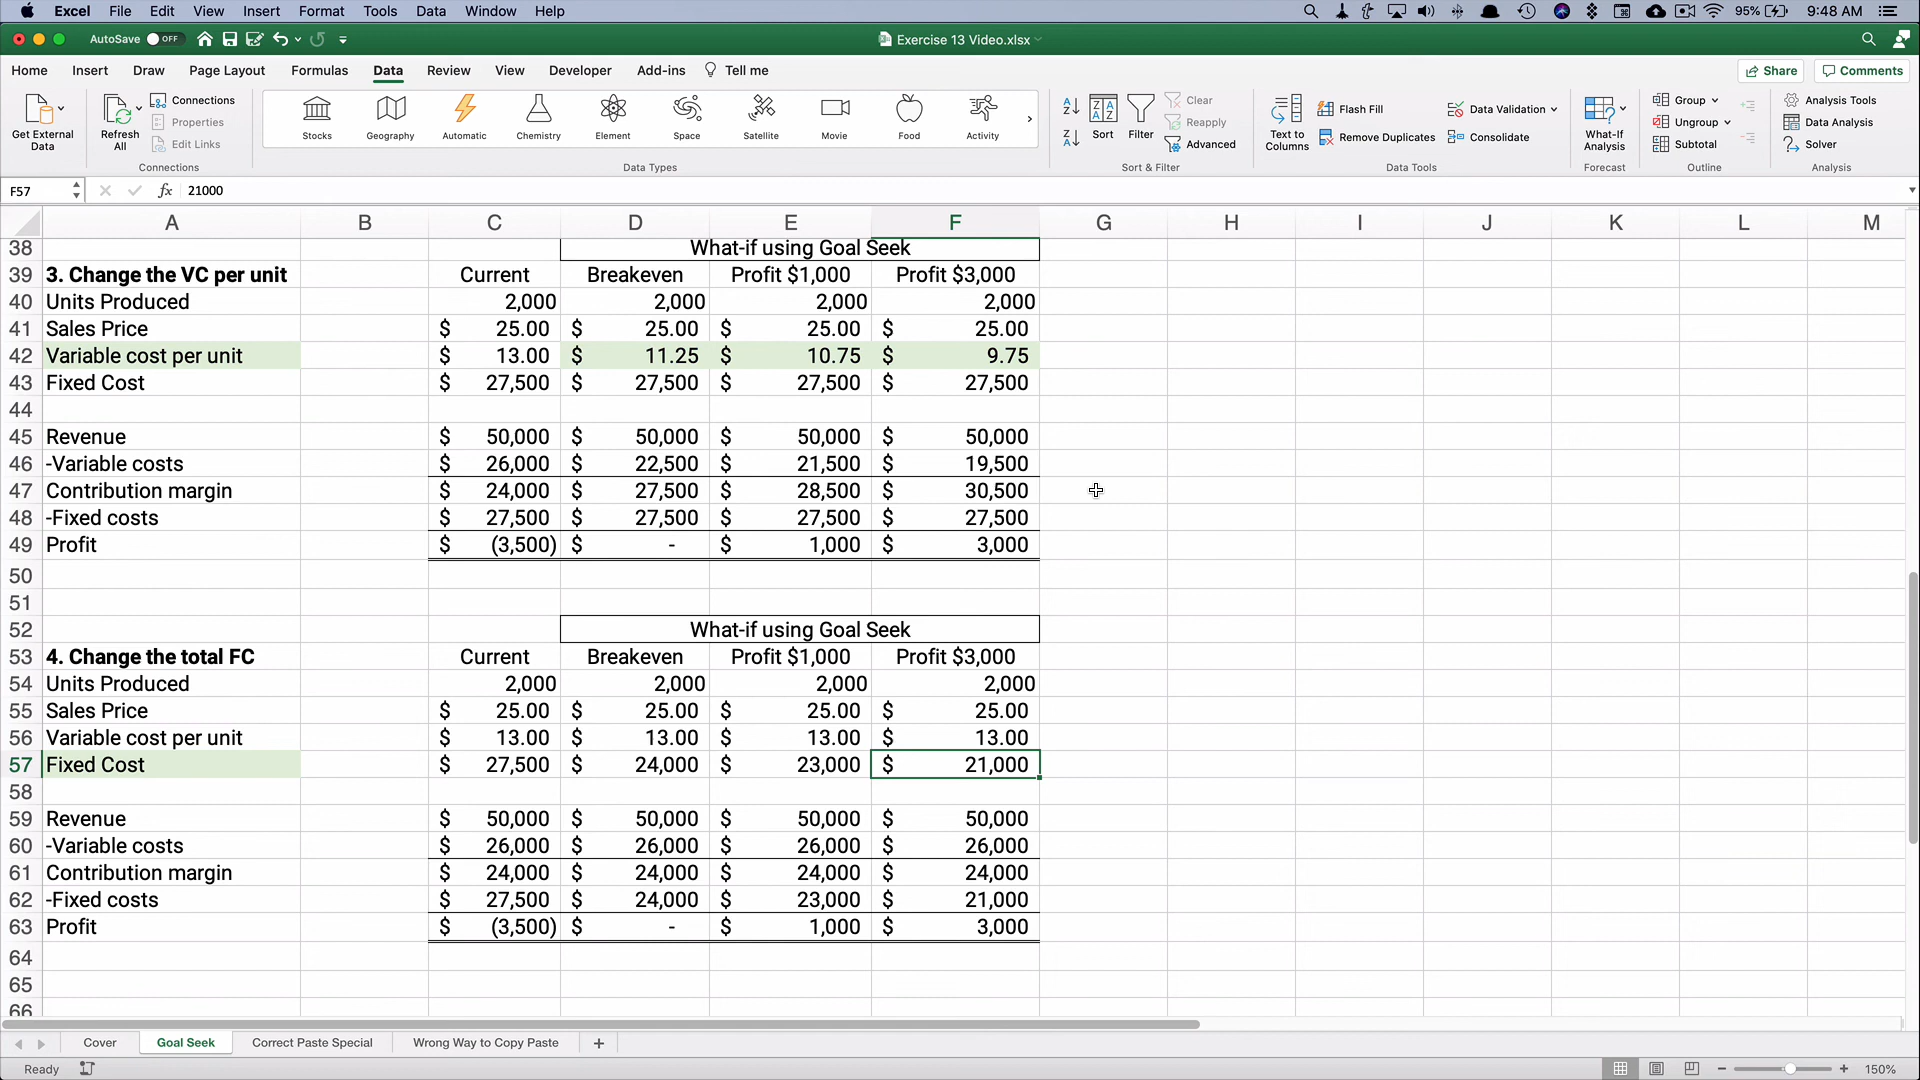 Excel File Edit View Insert Format Tools Data Window Help 95% 9:48 AM
AutoSave OFF Exercise 13 Video.xlsx
Home Insert Draw Page Layout Formulas Data Review View Developer Add-ins Tell me Share Comments
Get External Data
Refresh All
Connections
Properties
Edit Links
Connections
Stocks Geography Automatic Chemistry Element Space Satellite Movie Food Activity
Data Types
Sort Filter
Clear
Reapply
Advanced
Sort & Filter
Text to Columns
Flash Fill
Remove Duplicates
Data Validation
Consolidate
Data Tools
What-If Analysis
Forecast
Group
Ungroup
Subtotal
Outline
Analysis Tools
Data Analysis
Solver
Analysis
F57 fx 21000
A B C D E F G H I J K L M
38 What-if using Goal Seek
39 3. Change the VC per unit Current Breakeven Profit $1,000 Profit $3,000
40 Units Produced 2,000 2,000 2,000 2,000
41 Sales Price $ 25.00 $ 25.00 $ 25.00 $ 25.00
42 Variable cost per unit $ 13.00 $ 11.25 $ 10.75 $ 9.75
43 Fixed Cost $ 27,500 $ 27,500 $ 27,500 $ 27,500
44
45 Revenue $ 50,000 $ 50,000 $ 50,000 $ 50,000
46 -Variable costs $ 26,000 $ 22,500 $ 21,500 $ 19,500
47 Contribution margin $ 24,000 $ 27,500 $ 28,500 $ 30,500
48 -Fixed costs $ 27,500 $ 27,500 $ 27,500 $ 27,500
49 Profit $ (3,500) $ - $ 1,000 $ 3,000
50
51
52 What-if using Goal Seek
53 4. Change the total FC Current Breakeven Profit $1,000 Profit $3,000
54 Units Produced 2,000 2,000 2,000 2,000
55 Sales Price $ 25.00 $ 25.00 $ 25.00 $ 25.00
56 Variable cost per unit $ 13.00 $ 13.00 $ 13.00 $ 13.00
57 Fixed Cost $ 27,500 $ 24,000 $ 23,000 $ 21,000
58
59 Revenue $ 50,000 $ 50,000 $ 50,000 $ 50,000
60 -Variable costs $ 26,000 $ 26,000 $ 26,000 $ 26,000
61 Contribution margin $ 24,000 $ 24,000 $ 24,000 $ 24,000
62 -Fixed costs $ 27,500 $ 24,000 $ 23,000 $ 21,000
63 Profit $ (3,500) $ - $ 1,000 $ 3,000
64
65
66
Cover Goal Seek Correct Paste Special Wrong Way to Copy Paste +
Ready 150%